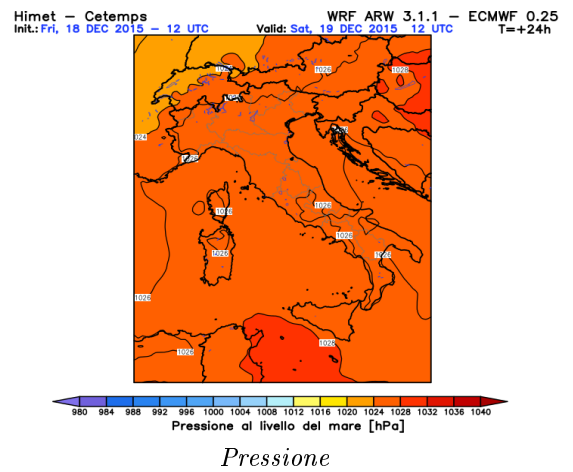 Himet – Cetemps WRF ARW 3.1.1 – ECMWF 0.25
Init.: Fri, 18 DEC 2015 – 12 UTC Valid: Sat, 19 DEC 2015 12 UTC T=+24h
1026 1028
1026
1026
1026
1026
1026
1026
1026
1028
1026
980 984 988 992 996 1000 1004 1008 1012 1016 1020 1024 1028 1032 1036 1040
Pressione al livello del mare [hPa]
Pressione